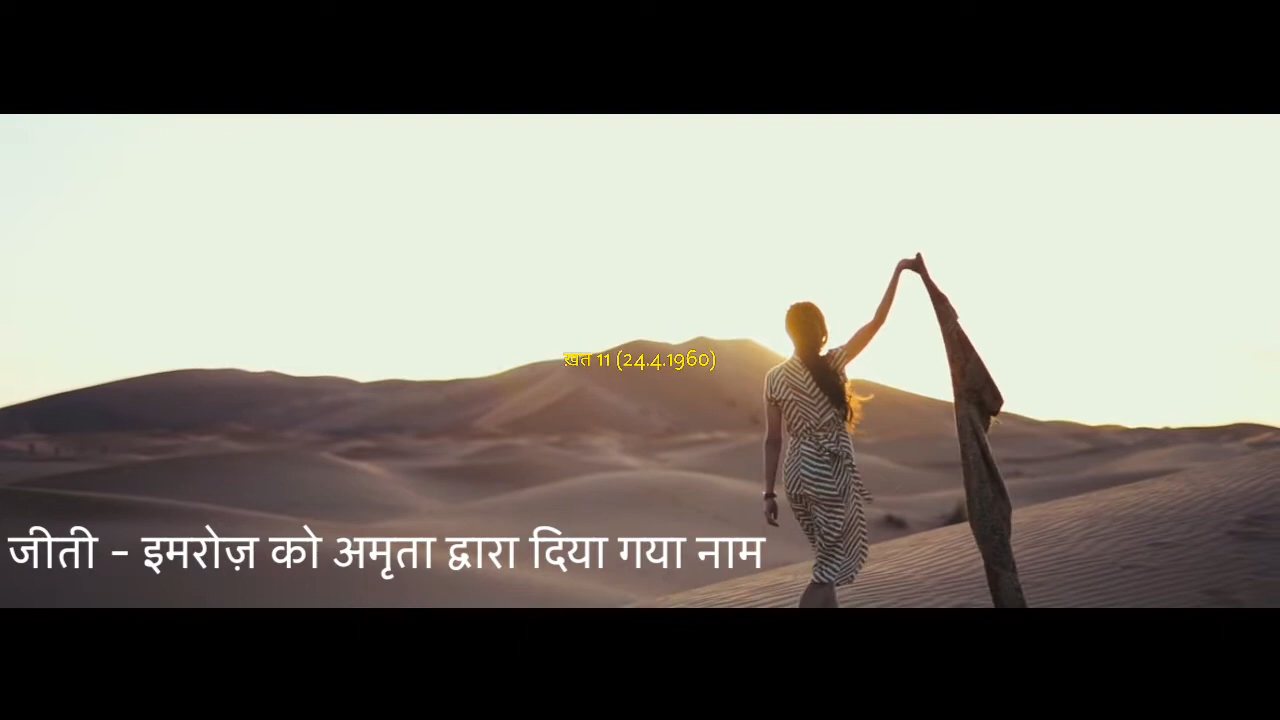 ख़त 11 (24.4.1960)
जीती - इमरोज़ को अमृता द्वारा दिया गया नाम